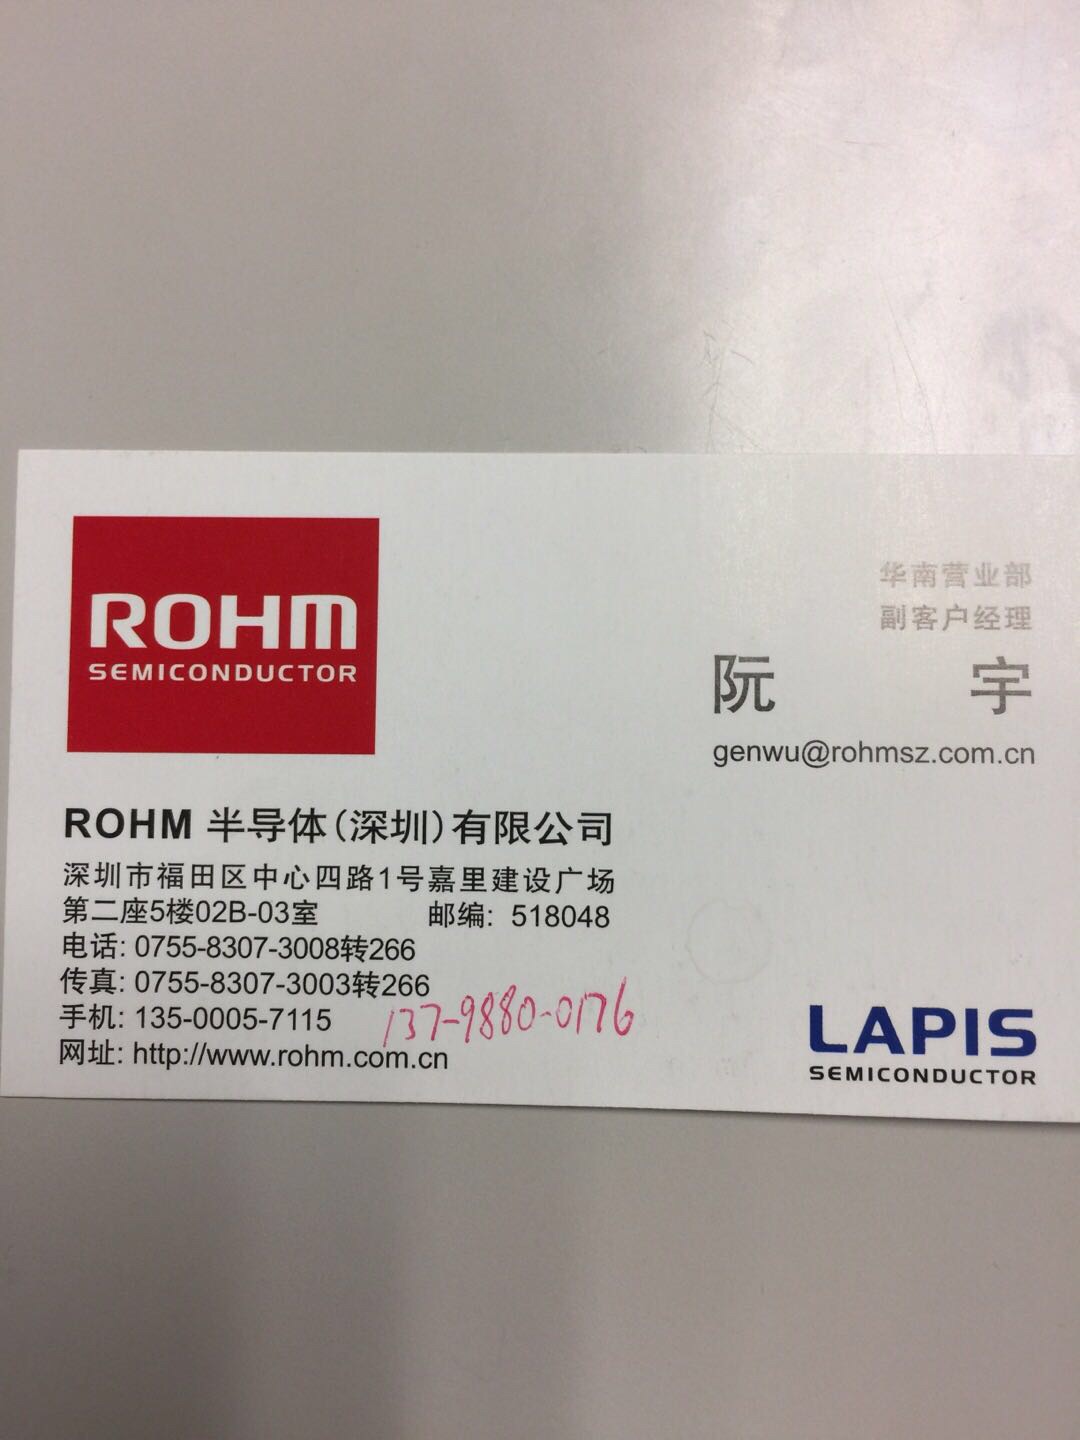 ROHM
SEMICONDUCTOR
华南营业部
副客户经理
阮 宇
genwu@rohmsz.com.cn
ROHM 半导体(深圳)有限公司
深圳市福田区中心四路1号嘉里建设广场
第二座5楼02B-03室 邮编: 518048
电话: 0755-8307-3008转266
传真: 0755-8307-3003转266
手机: 135-0005-7115 137-9880-0176
网址: http://www.rohm.com.cn
LAPIS
SEMICONDUCTOR